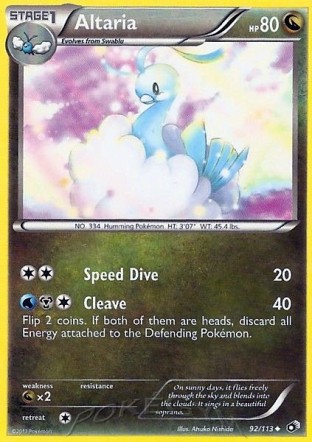 STAGE1
Altaria
HP80
Evolves from Swablu
NO. 334 Humming Pokémon HT: 3'07" WT: 45.4 lbs.
Speed Dive 20
Cleave 40
Flip 2 coins. If both of them are heads, discard all
Energy attached to the Defending Pokémon.
weakness resistance
×2
On sunny days, it flies freely
through the sky and blends into
the clouds. It sings in a beautiful
soprano.
retreat
©2013 Pokémon
Illus. Atsuko Nishida
92/113